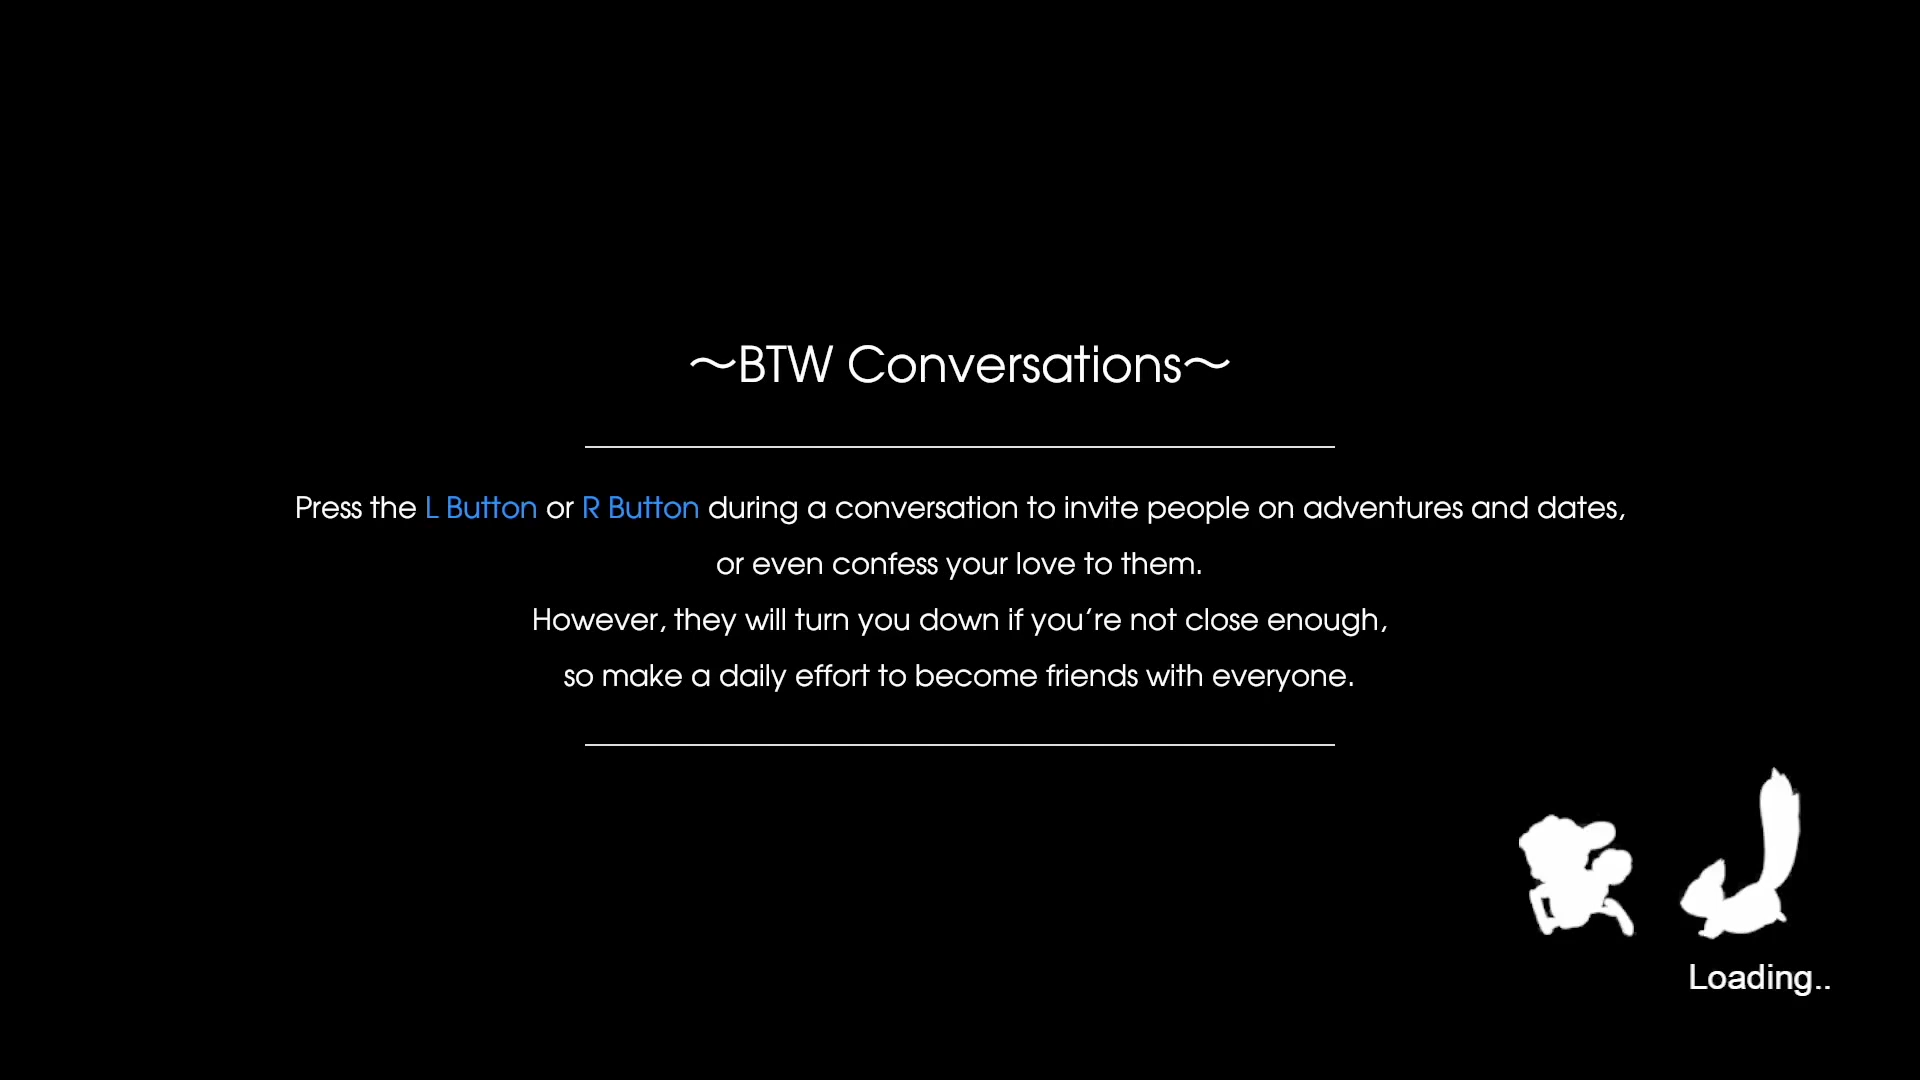 ～BTW Conversations～
Press the L Button or R Button during a conversation to invite people on adventures and dates,
or even confess your love to them.
However, they will turn you down if you’re not close enough,
so make a daily effort to become friends with everyone.
Loading..